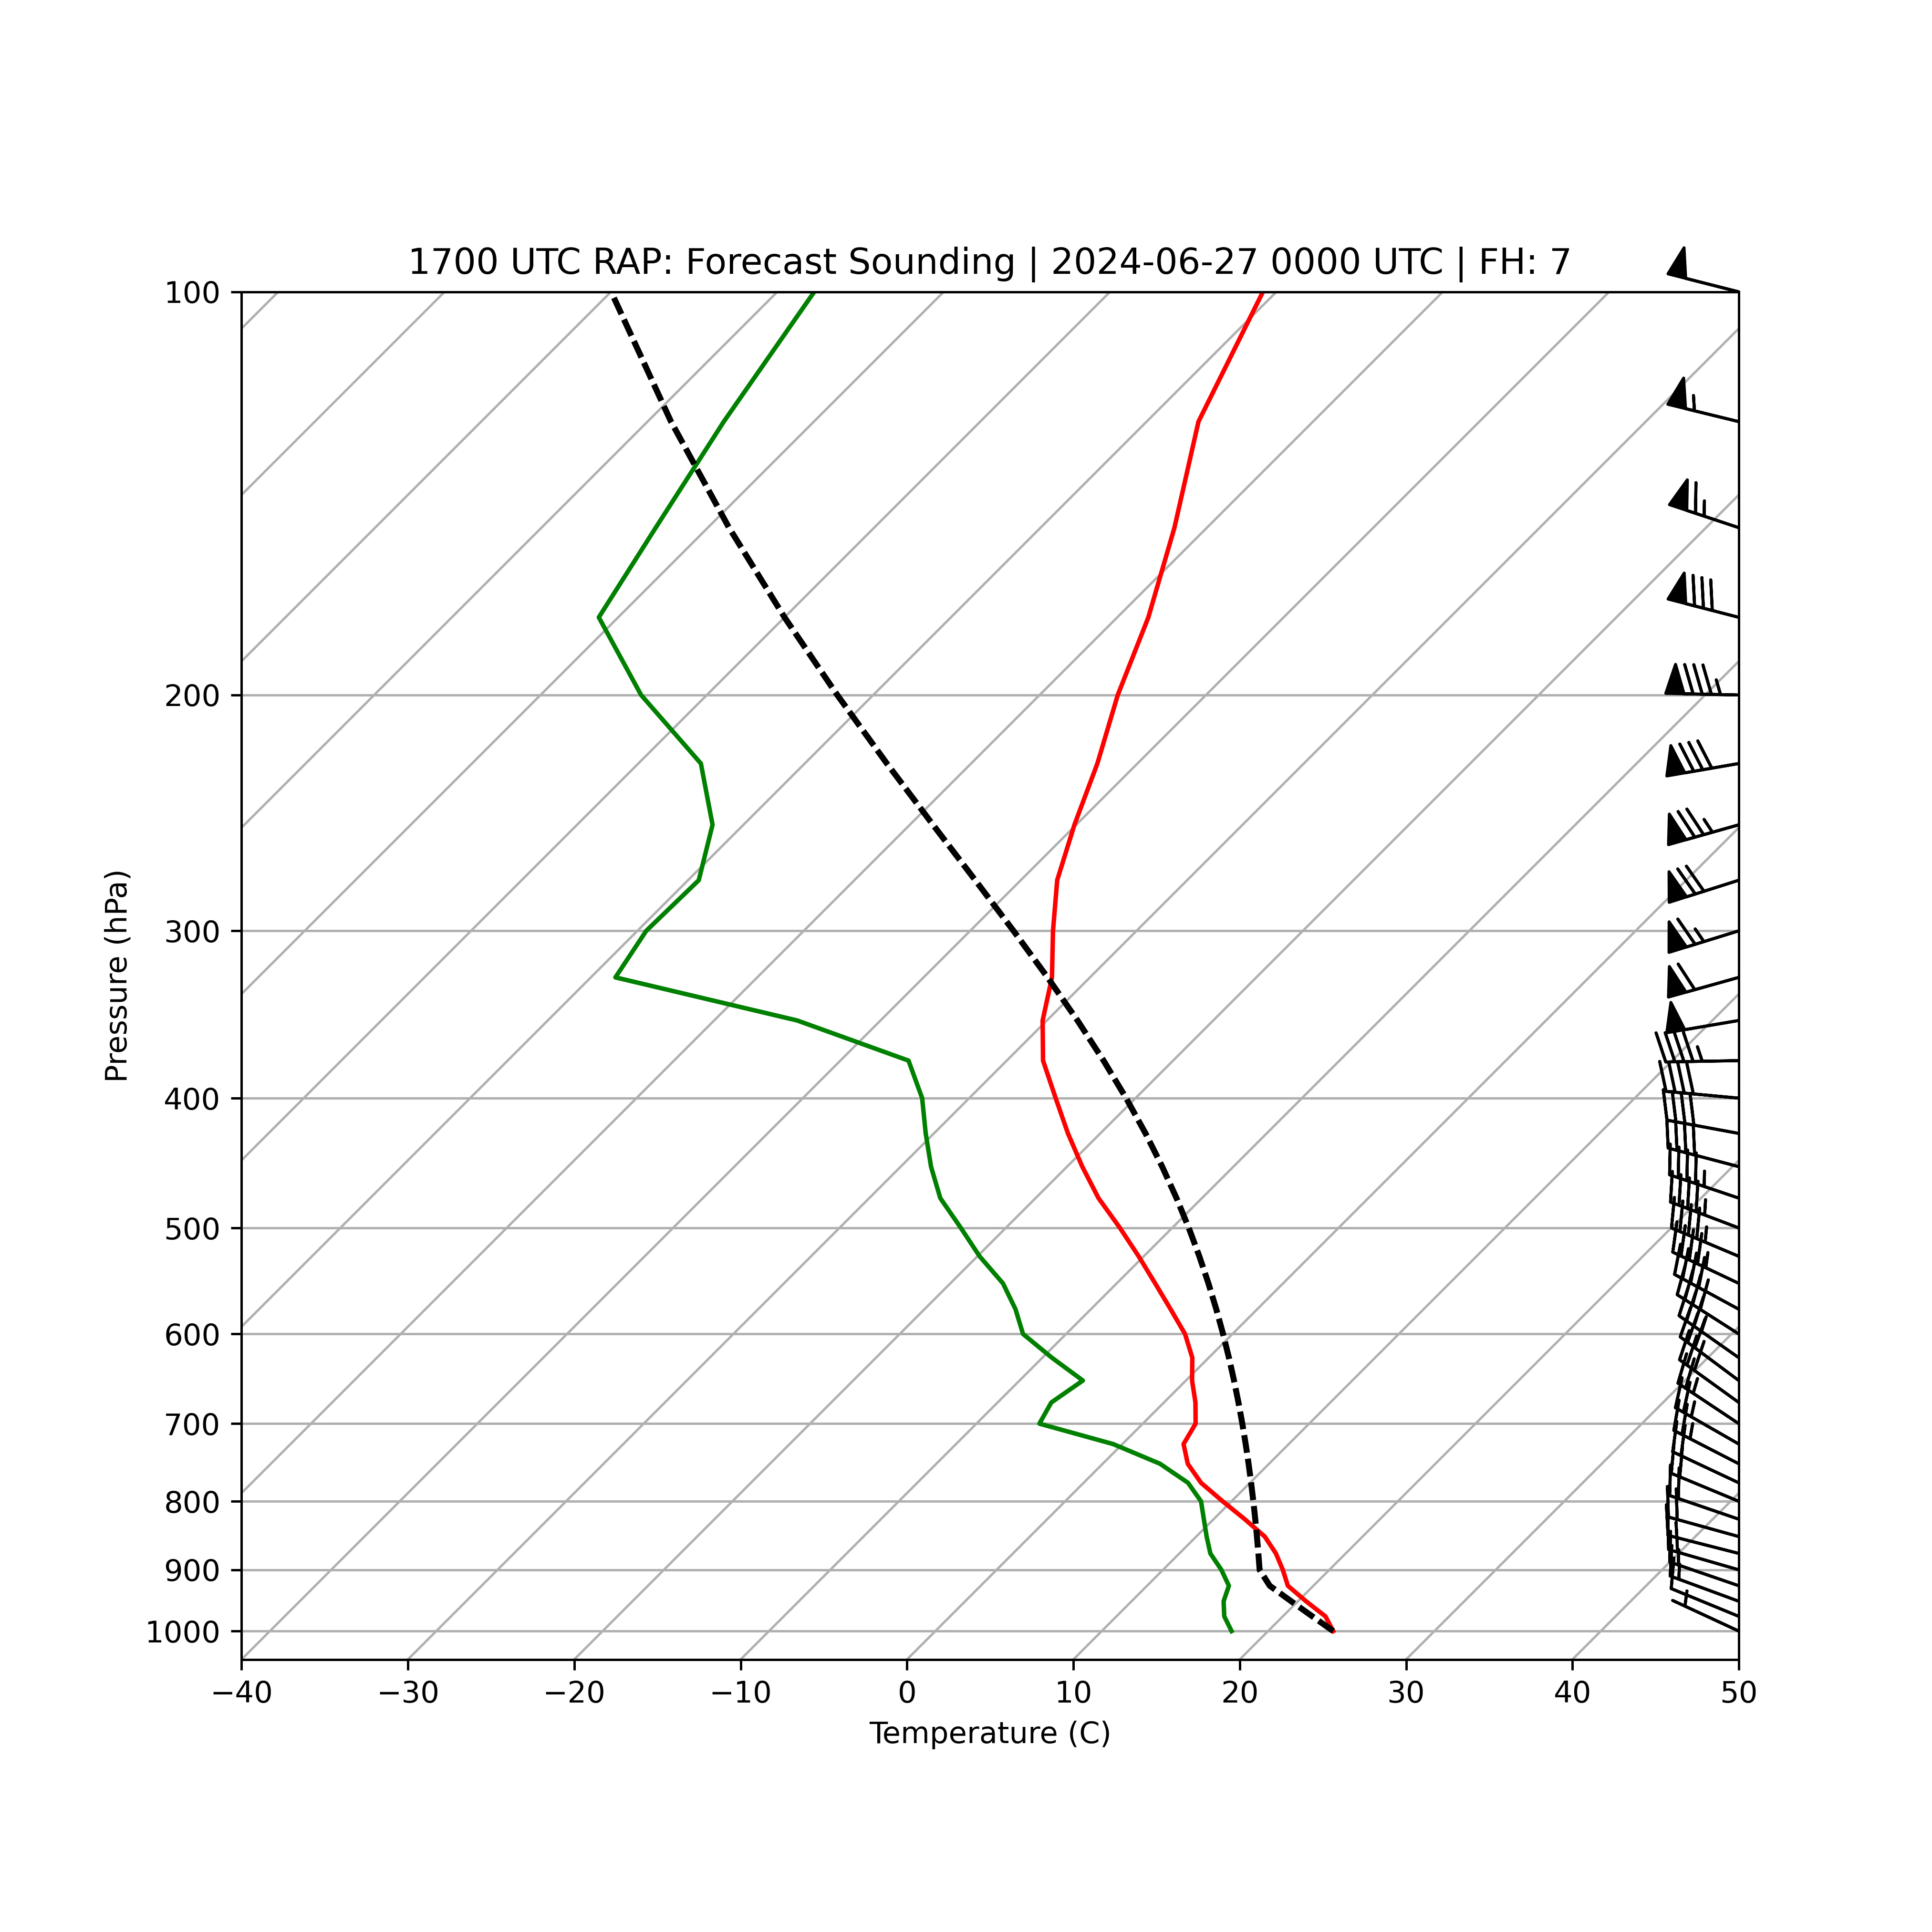 1700 UTC RAP: Forecast Sounding | 2024-06-27 0000 UTC | FH: 7
100
200
300
400
500
600
700
800
900
1000
Pressure (hPa)
−40 −30 −20 −10 0 10 20 30 40 50
Temperature (C)